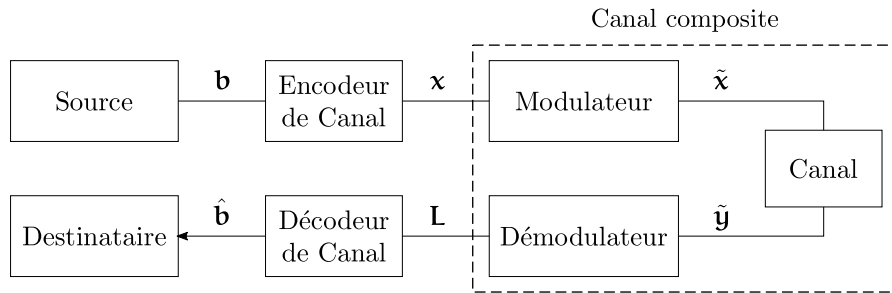 Canal composite
Source
b
Encodeur
de Canal
x
Modulateur
x̃
Canal
Destinataire
b̂
Décodeur
de Canal
L
Démodulateur
ỹ